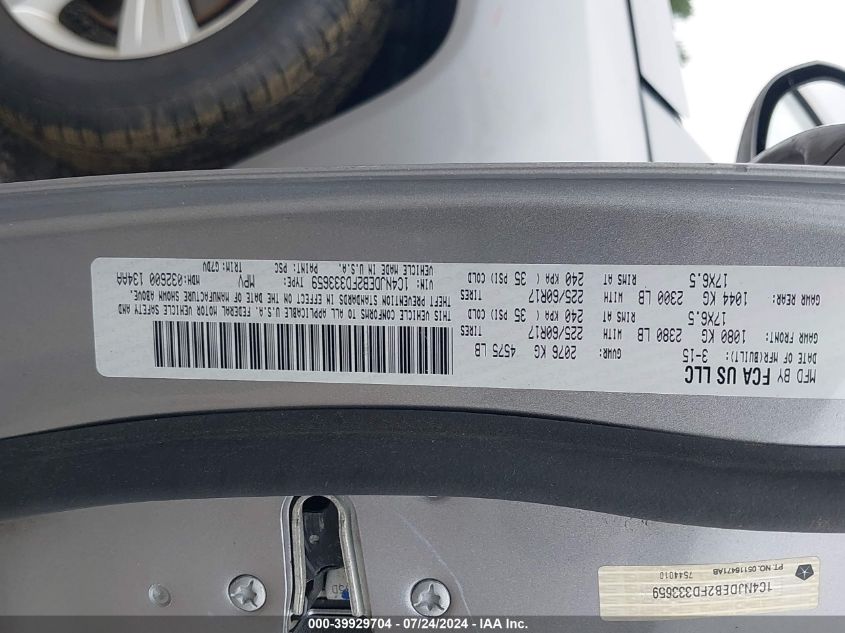 MFD BY FCA US LLC
DATE OF MFR(BUILT): 3-15 GVWR: 2076 KG 4575 LB
GAWR FRONT: 1080 KG 2380 LB WITH 225/60R17 TIRES
17X6.5 RIMS AT 240 KPA ( 35 PSI) COLD
GAWR REAR: 1044 KG 2300 LB WITH 225/60R17 TIRES
17X6.5 RIMS AT 240 KPA ( 35 PSI) COLD
THIS VEHICLE CONFORMS TO ALL APPLICABLE U.S.A. FEDERAL MOTOR VEHICLE SAFETY AND
THEFT PREVENTION STANDARDS IN EFFECT ON THE DATE OF MANUFACTURE SHOWN ABOVE.
VIN: 1C4NJDEB2FD333659 TYPE: MPV MDH:032600 134AA
VEHICLE MADE IN U.S.A. PAINT: PSC TRIM: G7DV
PT. NO. 05116471AB
7544010
1C4NJDEB2FD333659
000-39929704 - 07/24/2024 - IAA Inc.